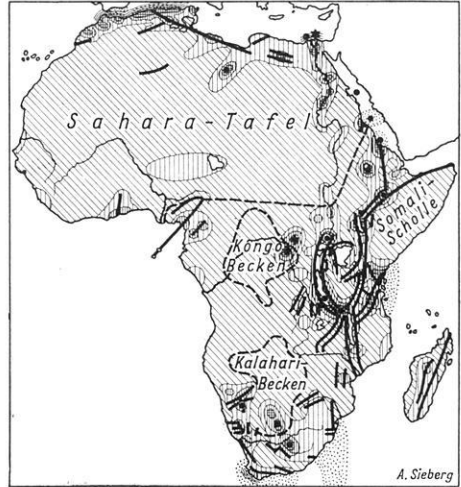 Sahara-Tafel
Somali-
Scholle
Kongo
Becken
Kalahari-
Becken
A. Sieberg